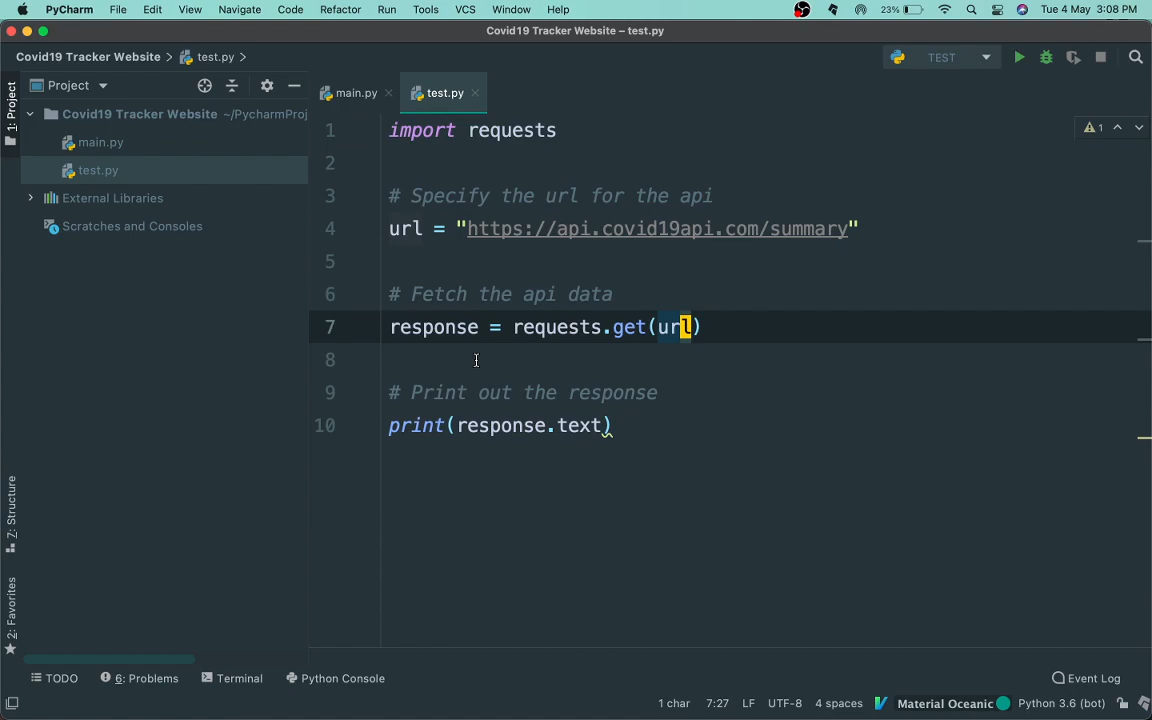 PyCharm File Edit View Navigate Code Refactor Run Tools VCS Window Help 23% Tue 4 May 3:08 PM
Covid19 Tracker Website – test.py
Covid19 Tracker Website > test.py > TEST
1: Project
Project
main.py test.py
Covid19 Tracker Website ~/PycharmProj
main.py
test.py
External Libraries
Scratches and Consoles
1 import requests
2
3 # Specify the url for the api
4 url = "https://api.covid19api.com/summary"
5
6 # Fetch the api data
7 response = requests.get(url)
8
9 # Print out the response
10 print(response.text)
1
Z: Structure
2: Favorites
TODO 6: Problems Terminal Python Console Event Log
1 char 7:27 LF UTF-8 4 spaces Material Oceanic Python 3.6 (bot)